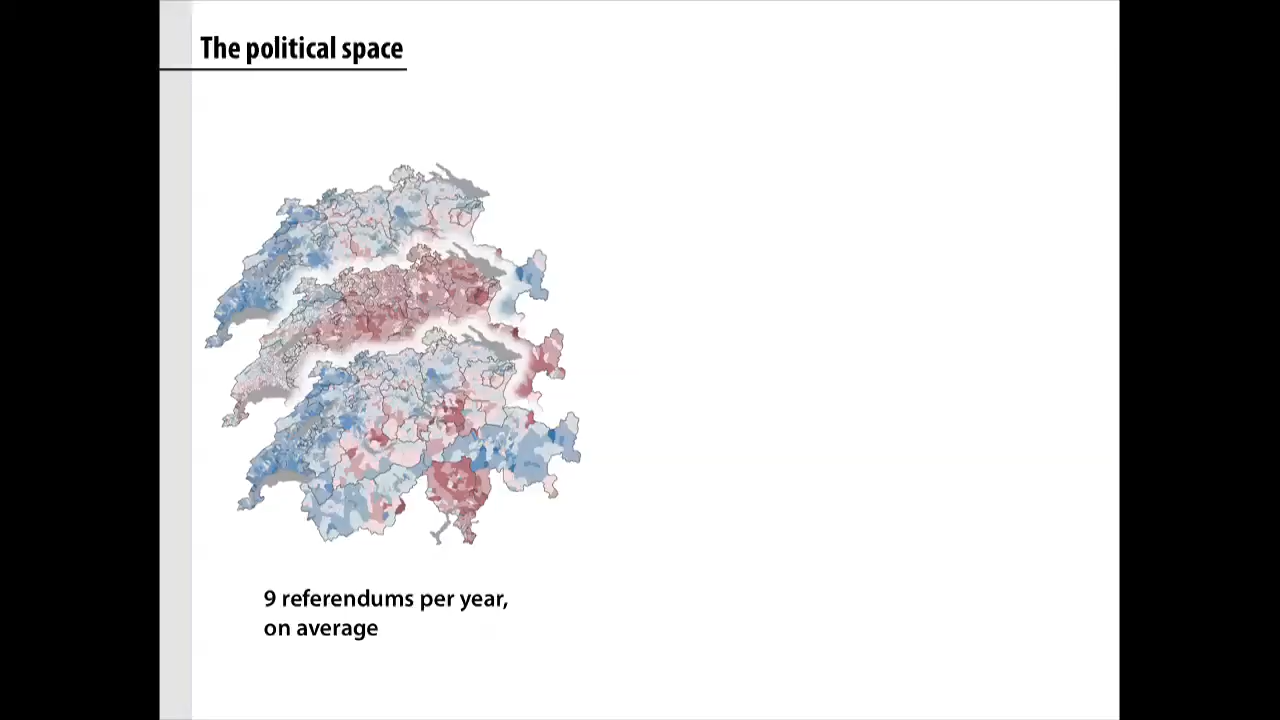 The political space
9 referendums per year,
on average